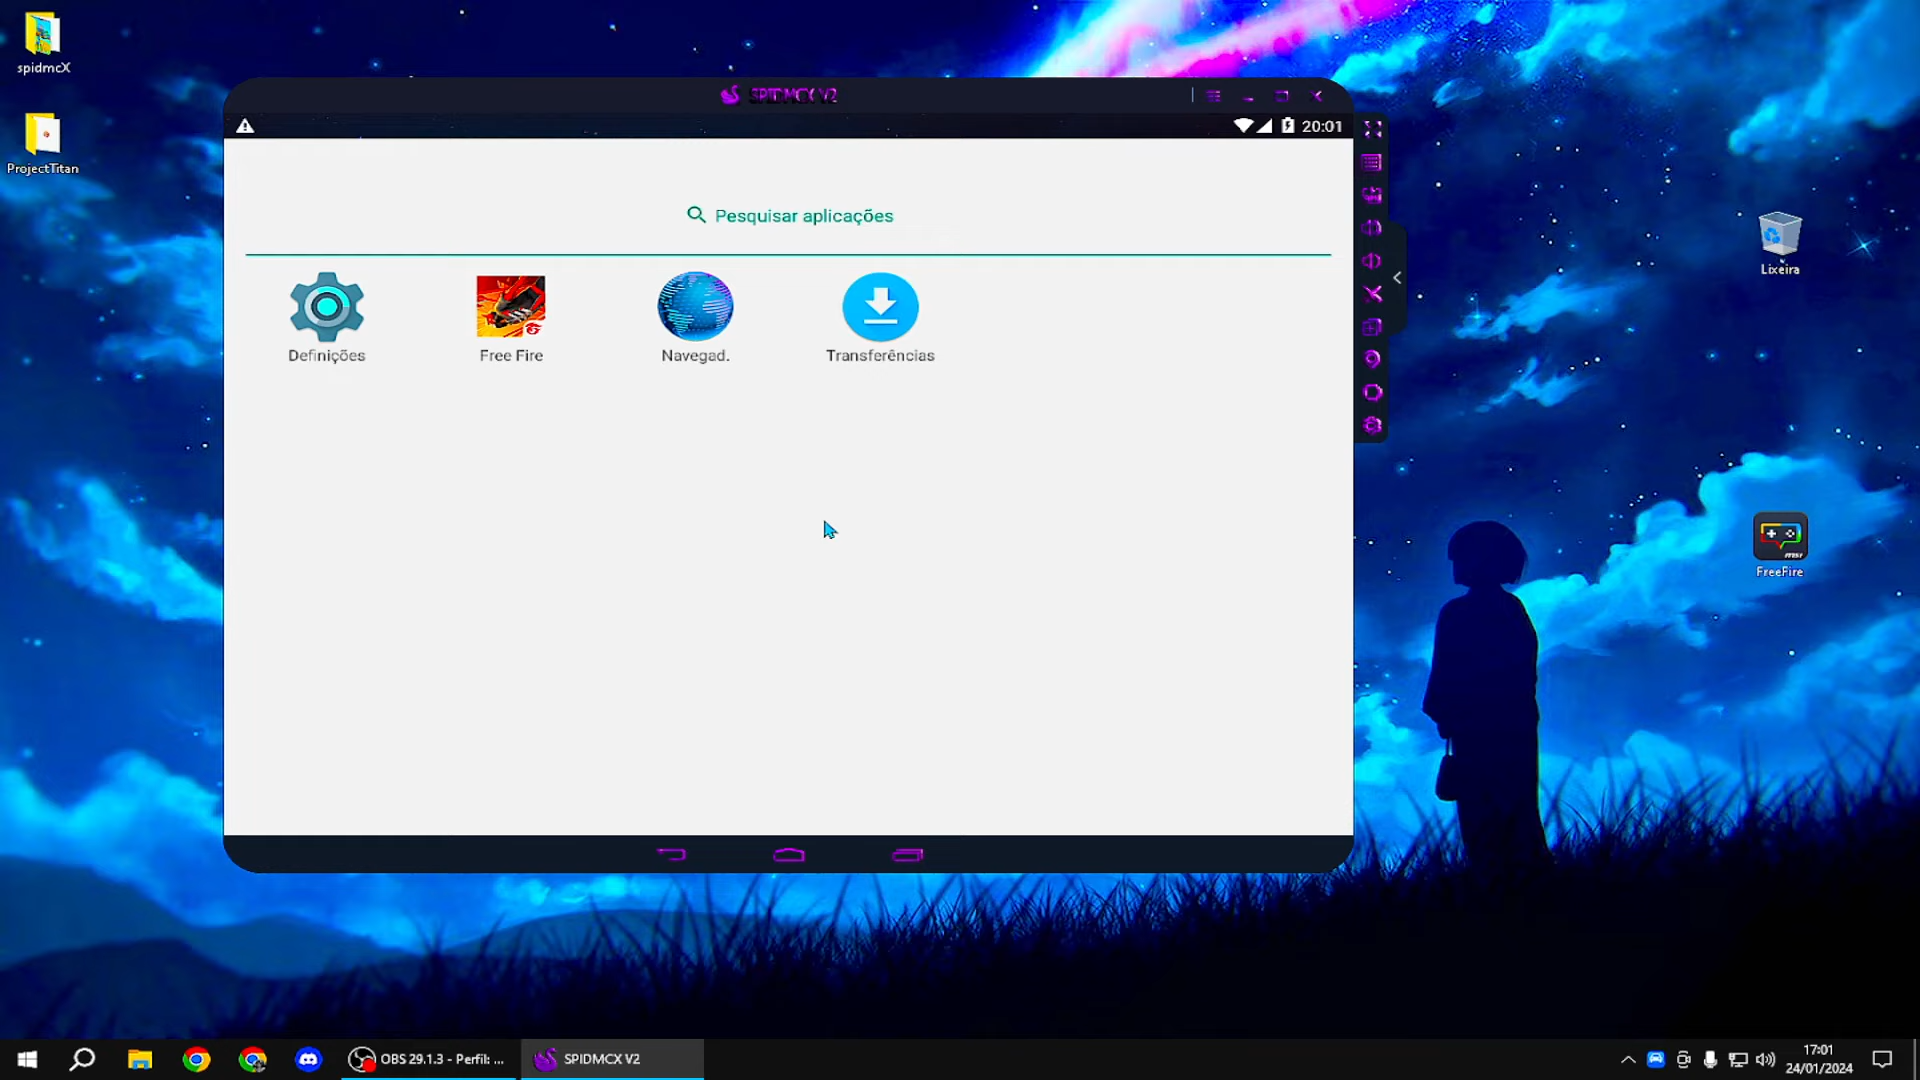 spidmcX
ProjectTitan
SPIDMCX V2
20:01
Pesquisar aplicações
Definições
Free Fire
Navegad.
Transferências
Lixeira
msi
FreeFire
OBS 29.1.3 - Perfil: ...
SPIDMCX V2
17:01
24/01/2024